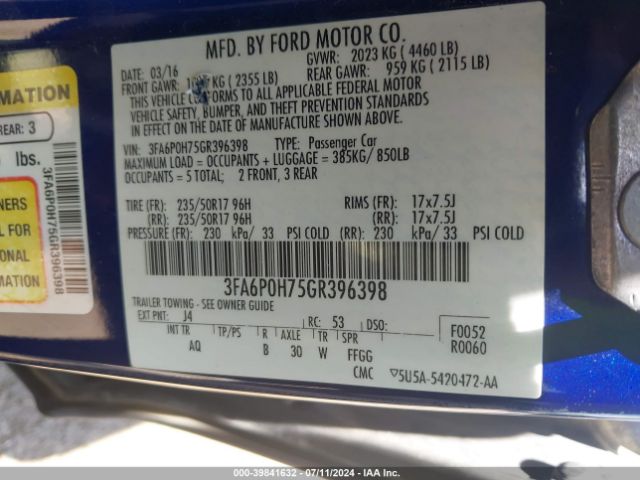 MFD. BY FORD MOTOR CO.
DATE: 03/16
GVWR: 2023 KG ( 4460 LB)
FRONT GAWR: KG ( 2355 LB)
REAR GAWR: 959 KG ( 2115 LB)
THIS VEHICLE CONFORMS TO ALL APPLICABLE FEDERAL MOTOR
VEHICLE SAFETY, BUMPER, AND THEFT PREVENTION STANDARDS
IN EFFECT ON THE DATE OF MANUFACTURE SHOWN ABOVE.
VIN: 3FA6P0H75GR396398 TYPE: Passenger Car
MAXIMUM LOAD = OCCUPANTS + LUGGAGE = 385KG/ 850LB
OCCUPANTS = 5 TOTAL; 2 FRONT, 3 REAR
TIRE (FR): 235/50R17 96H RIMS (FR): 17x7.5J
(RR): 235/50R17 96H (RR): 17x7.5J
PRESSURE (FR): 230 kPa/ 33 PSI COLD (RR): 230 kPa/ 33 PSI COLD
3FA6P0H75GR396398
TRAILER TOWING - SEE OWNER GUIDE
EXT PNT: J4 RC: 53 DSO: F0052
R0060
INT TR TP/PS R AXLE TR SPR
AQ B 30 W FFGG
CMC 5U5A-5420472-AA
RMATION
REAR: 3
lbs.
NERS
L FOR
ONAL
MATION
3FA6P0H75GR396398
000-39841632 - 07/11/2024 - IAA Inc.